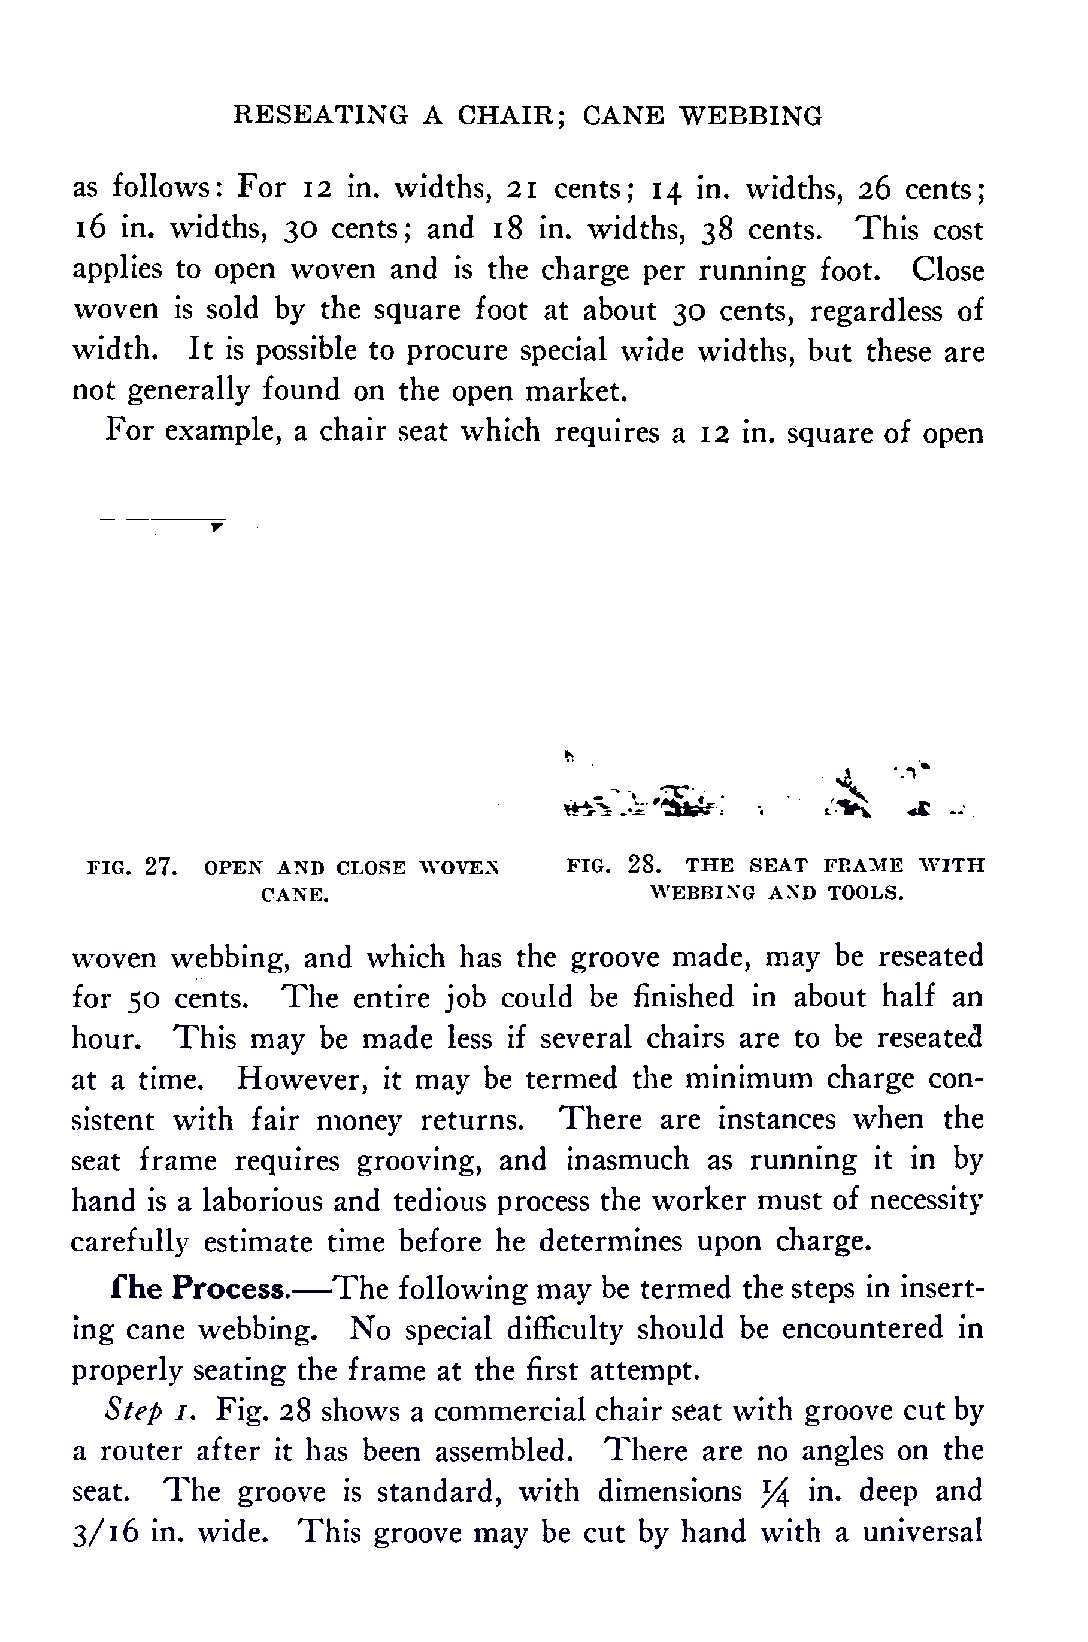 RESEATING A CHAIR; CANE WEBBING
as follows: For 12 in. widths, 21 cents; 14 in. widths, 26 cents;
16 in. widths, 30 cents; and 18 in. widths, 38 cents. This cost
applies to open woven and is the charge per running foot. Close
woven is sold by the square foot at about 30 cents, regardless of
width. It is possible to procure special wide widths, but these are
not generally found on the open market.
For example, a chair seat which requires a 12 in. square of open
FIG. 27. OPEN AND CLOSE WOVEN
CANE.
FIG. 28. THE SEAT FRAME WITH
WEBBING AND TOOLS.
woven webbing, and which has the groove made, may be reseated
for 50 cents. The entire job could be finished in about half an
hour. This may be made less if several chairs are to be reseated
at a time. However, it may be termed the minimum charge con-
sistent with fair money returns. There are instances when the
seat frame requires grooving, and inasmuch as running it in by
hand is a laborious and tedious process the worker must of necessity
carefully estimate time before he determines upon charge.
The Process.—The following may be termed the steps in insert-
ing cane webbing. No special difficulty should be encountered in
properly seating the frame at the first attempt.
Step 1. Fig. 28 shows a commercial chair seat with groove cut by
a router after it has been assembled. There are no angles on the
seat. The groove is standard, with dimensions ¼ in. deep and
3/16 in. wide. This groove may be cut by hand with a universal